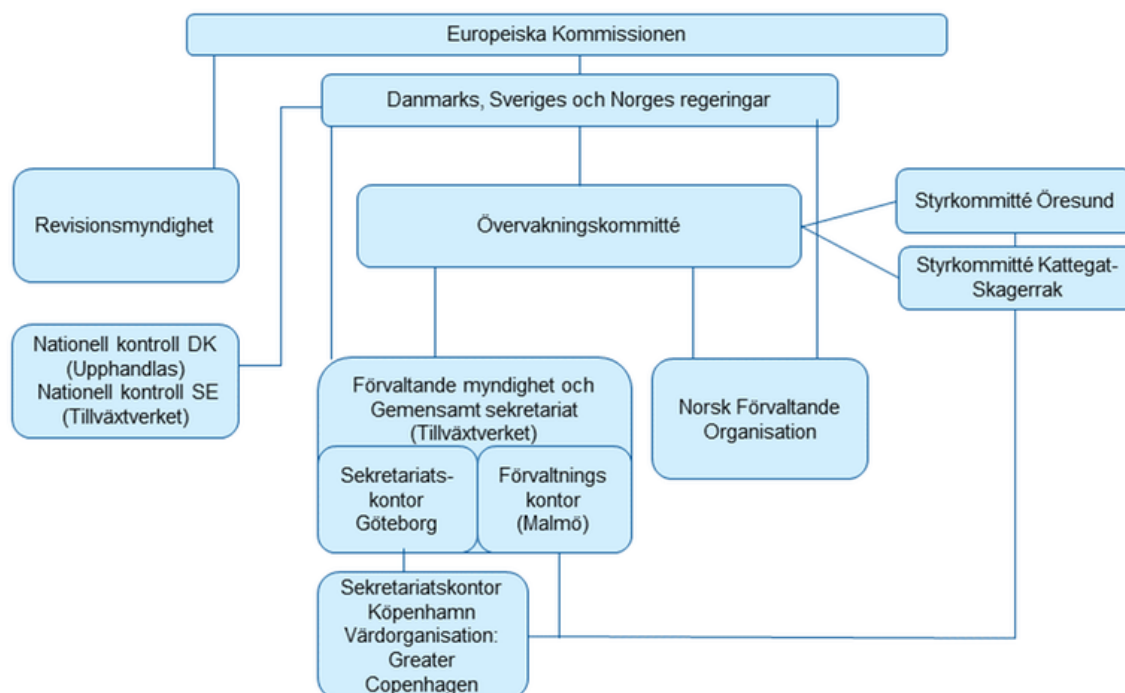 Europeiska Kommissionen
Danmarks, Sveriges och Norges regeringar
Revisionsmyndighet
Övervakningskommitté
Styrkommitté Öresund
Styrkommitté Kattegat-
Skagerrak
Nationell kontroll DK
(Upphandlas)
Nationell kontroll SE
(Tillväxtverket)
Förvaltande myndighet och
Gemensamt sekretariat
(Tillväxtverket)
Norsk Förvaltande
Organisation
Sekretariats-
kontor
Göteborg
Förvaltnings
kontor
(Malmö)
Sekretariatskontor
Köpenhamn
Värdorganisation:
Greater
Copenhagen